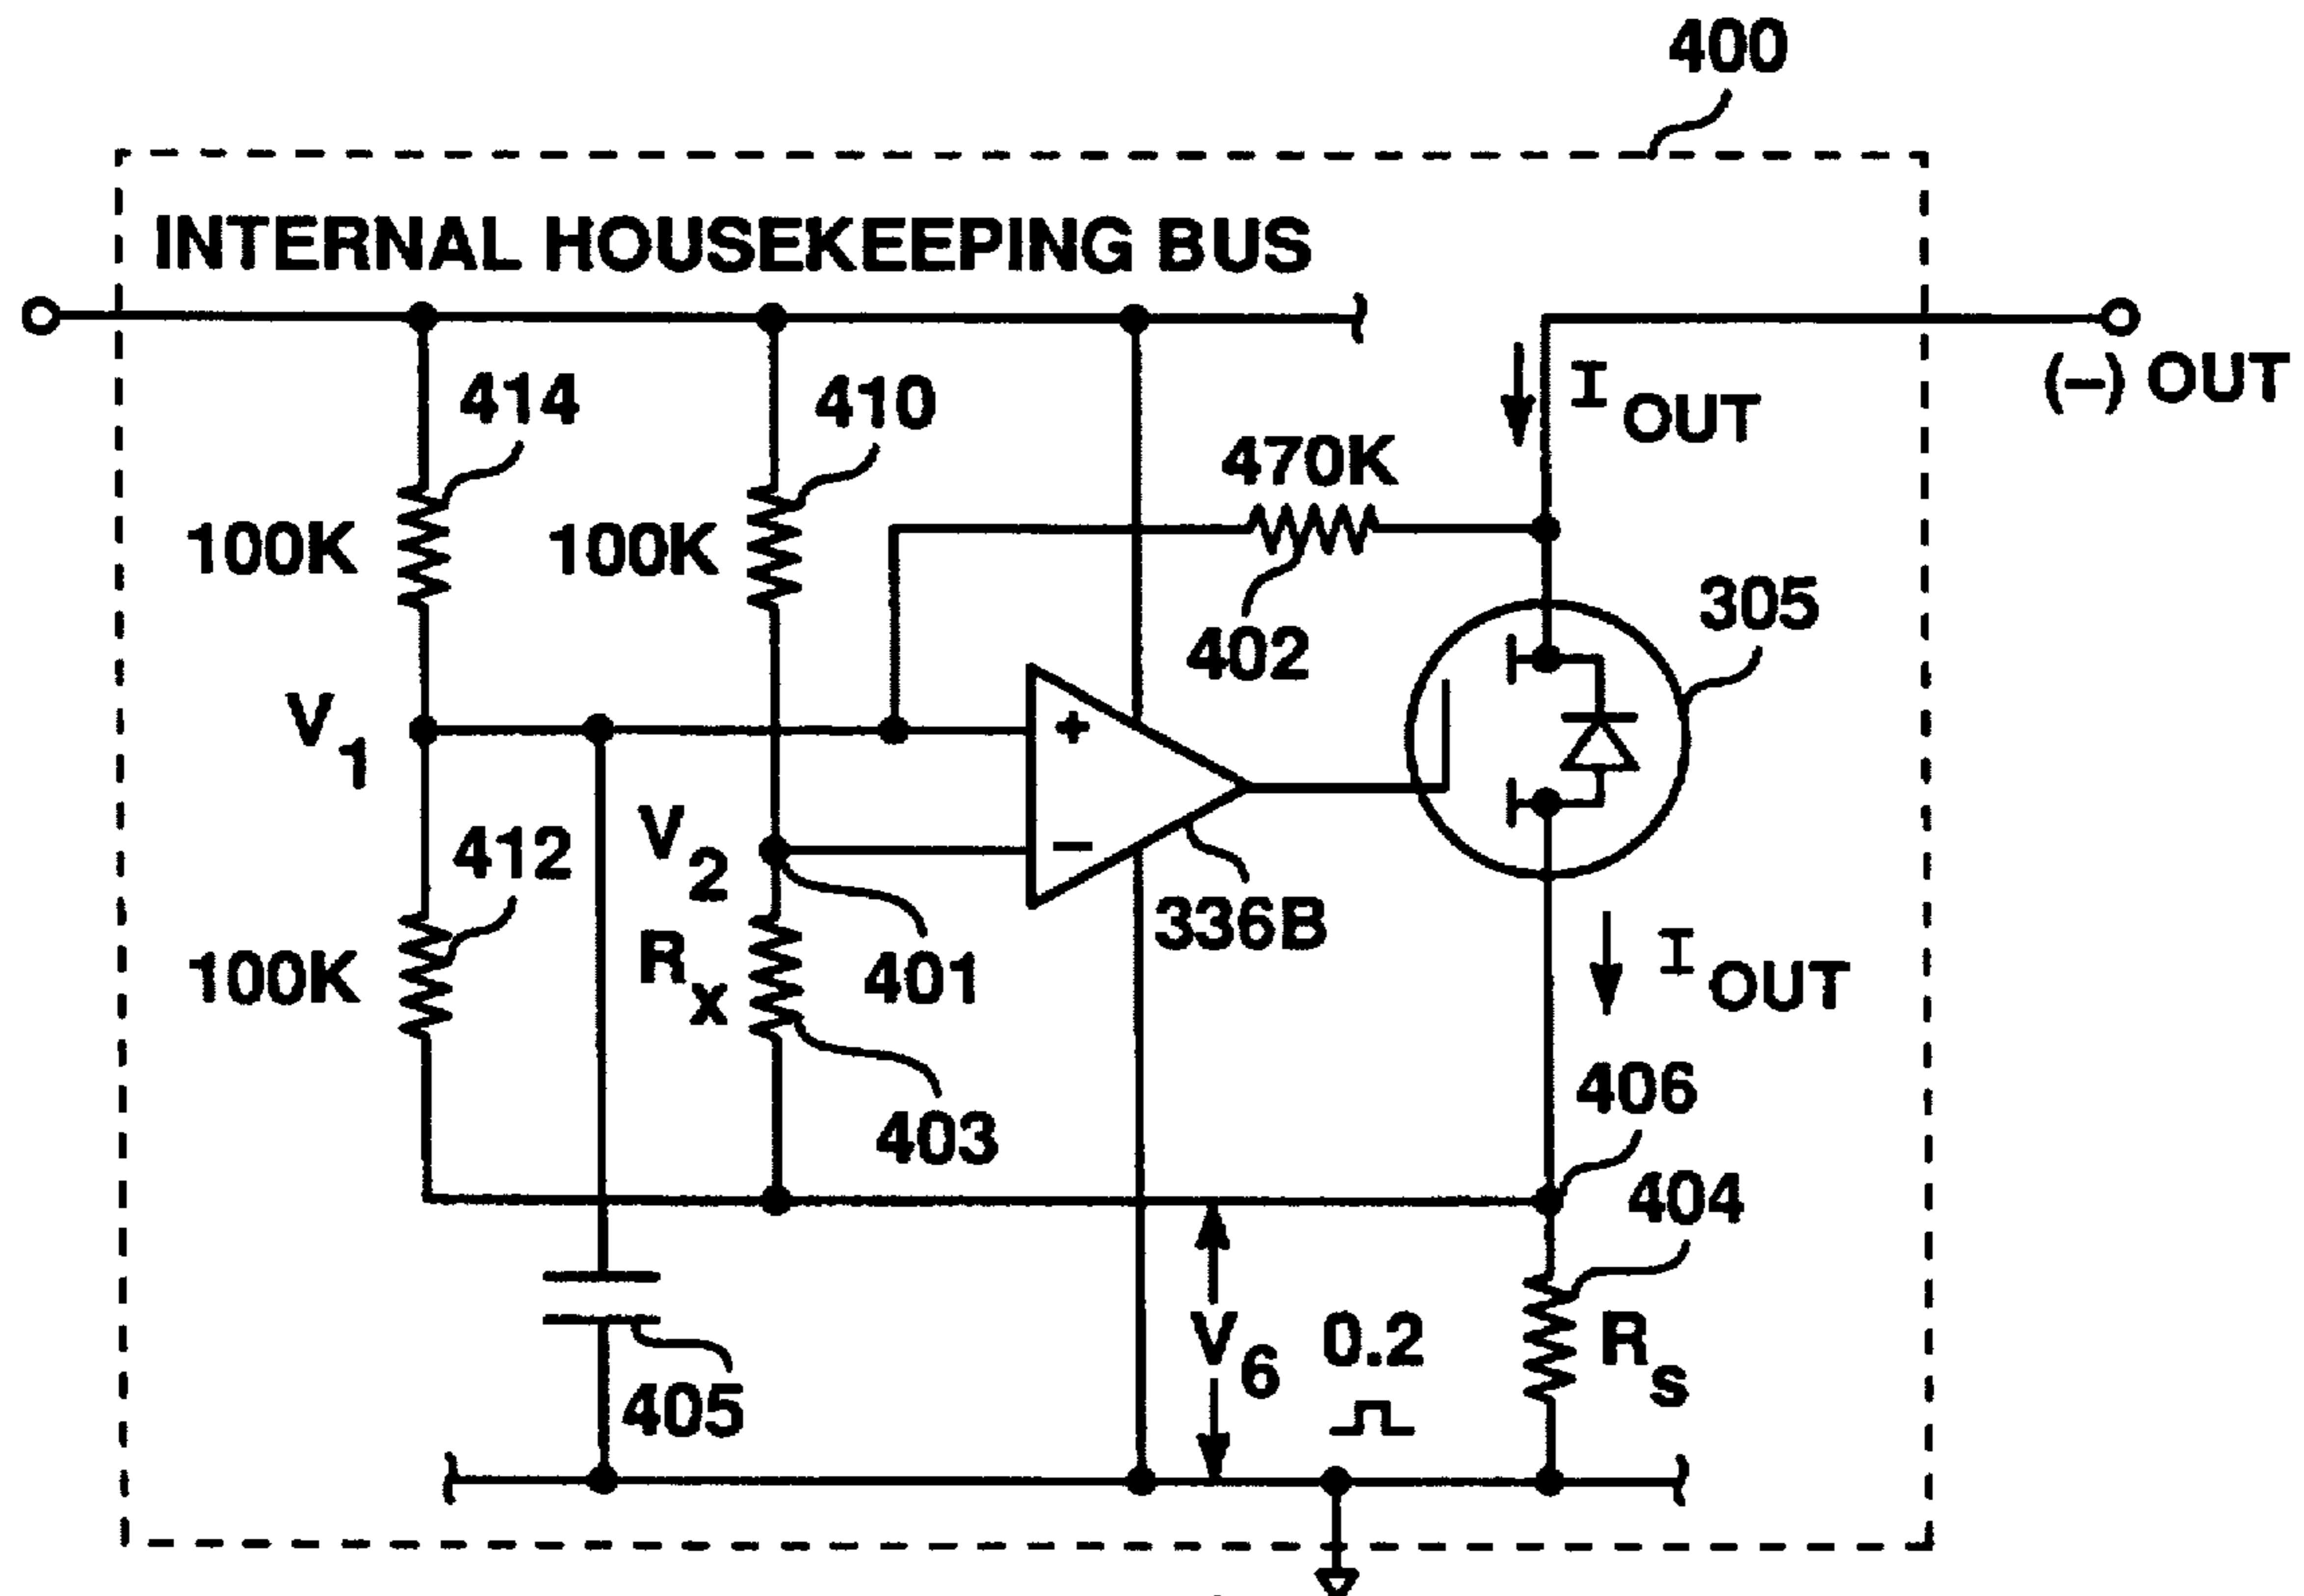 400
INTERNAL HOUSEKEEPING BUS
414
410
I OUT
(–) OUT
470K
100K
100K
402
305
V1
+
412
V2
–
336B
100K
Rx
401
I OUT
403
406
404
V6
0.2
Rs
405